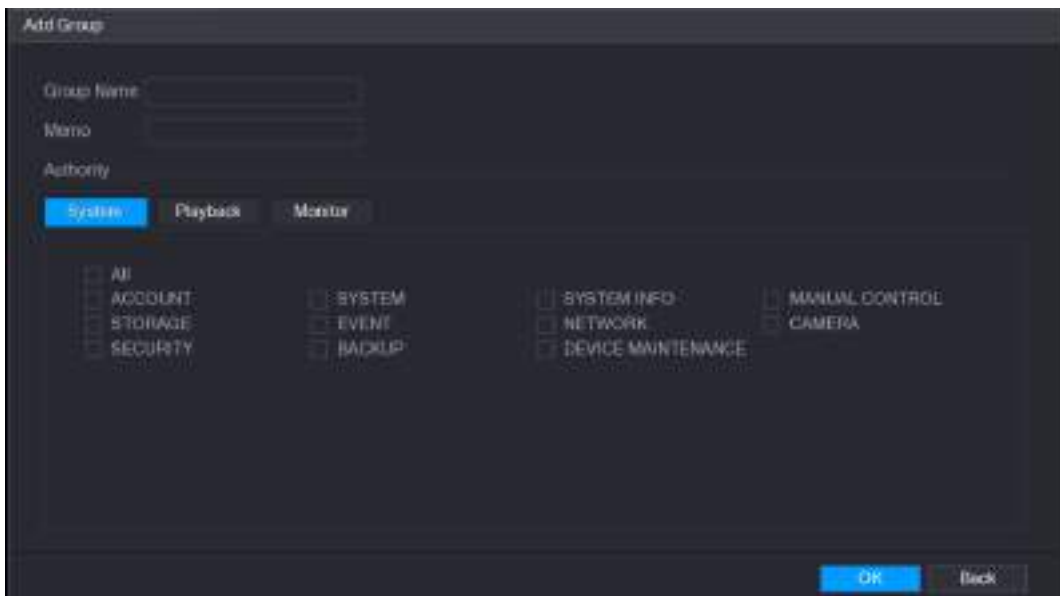 Add Group
Group Name
Memo
Authority
System Playback Monitor
All
ACCOUNT SYSTEM SYSTEM INFO MANUAL CONTROL
STORAGE EVENT NETWORK CAMERA
SECURITY BACKUP DEVICE MAINTENANCE
OK Back